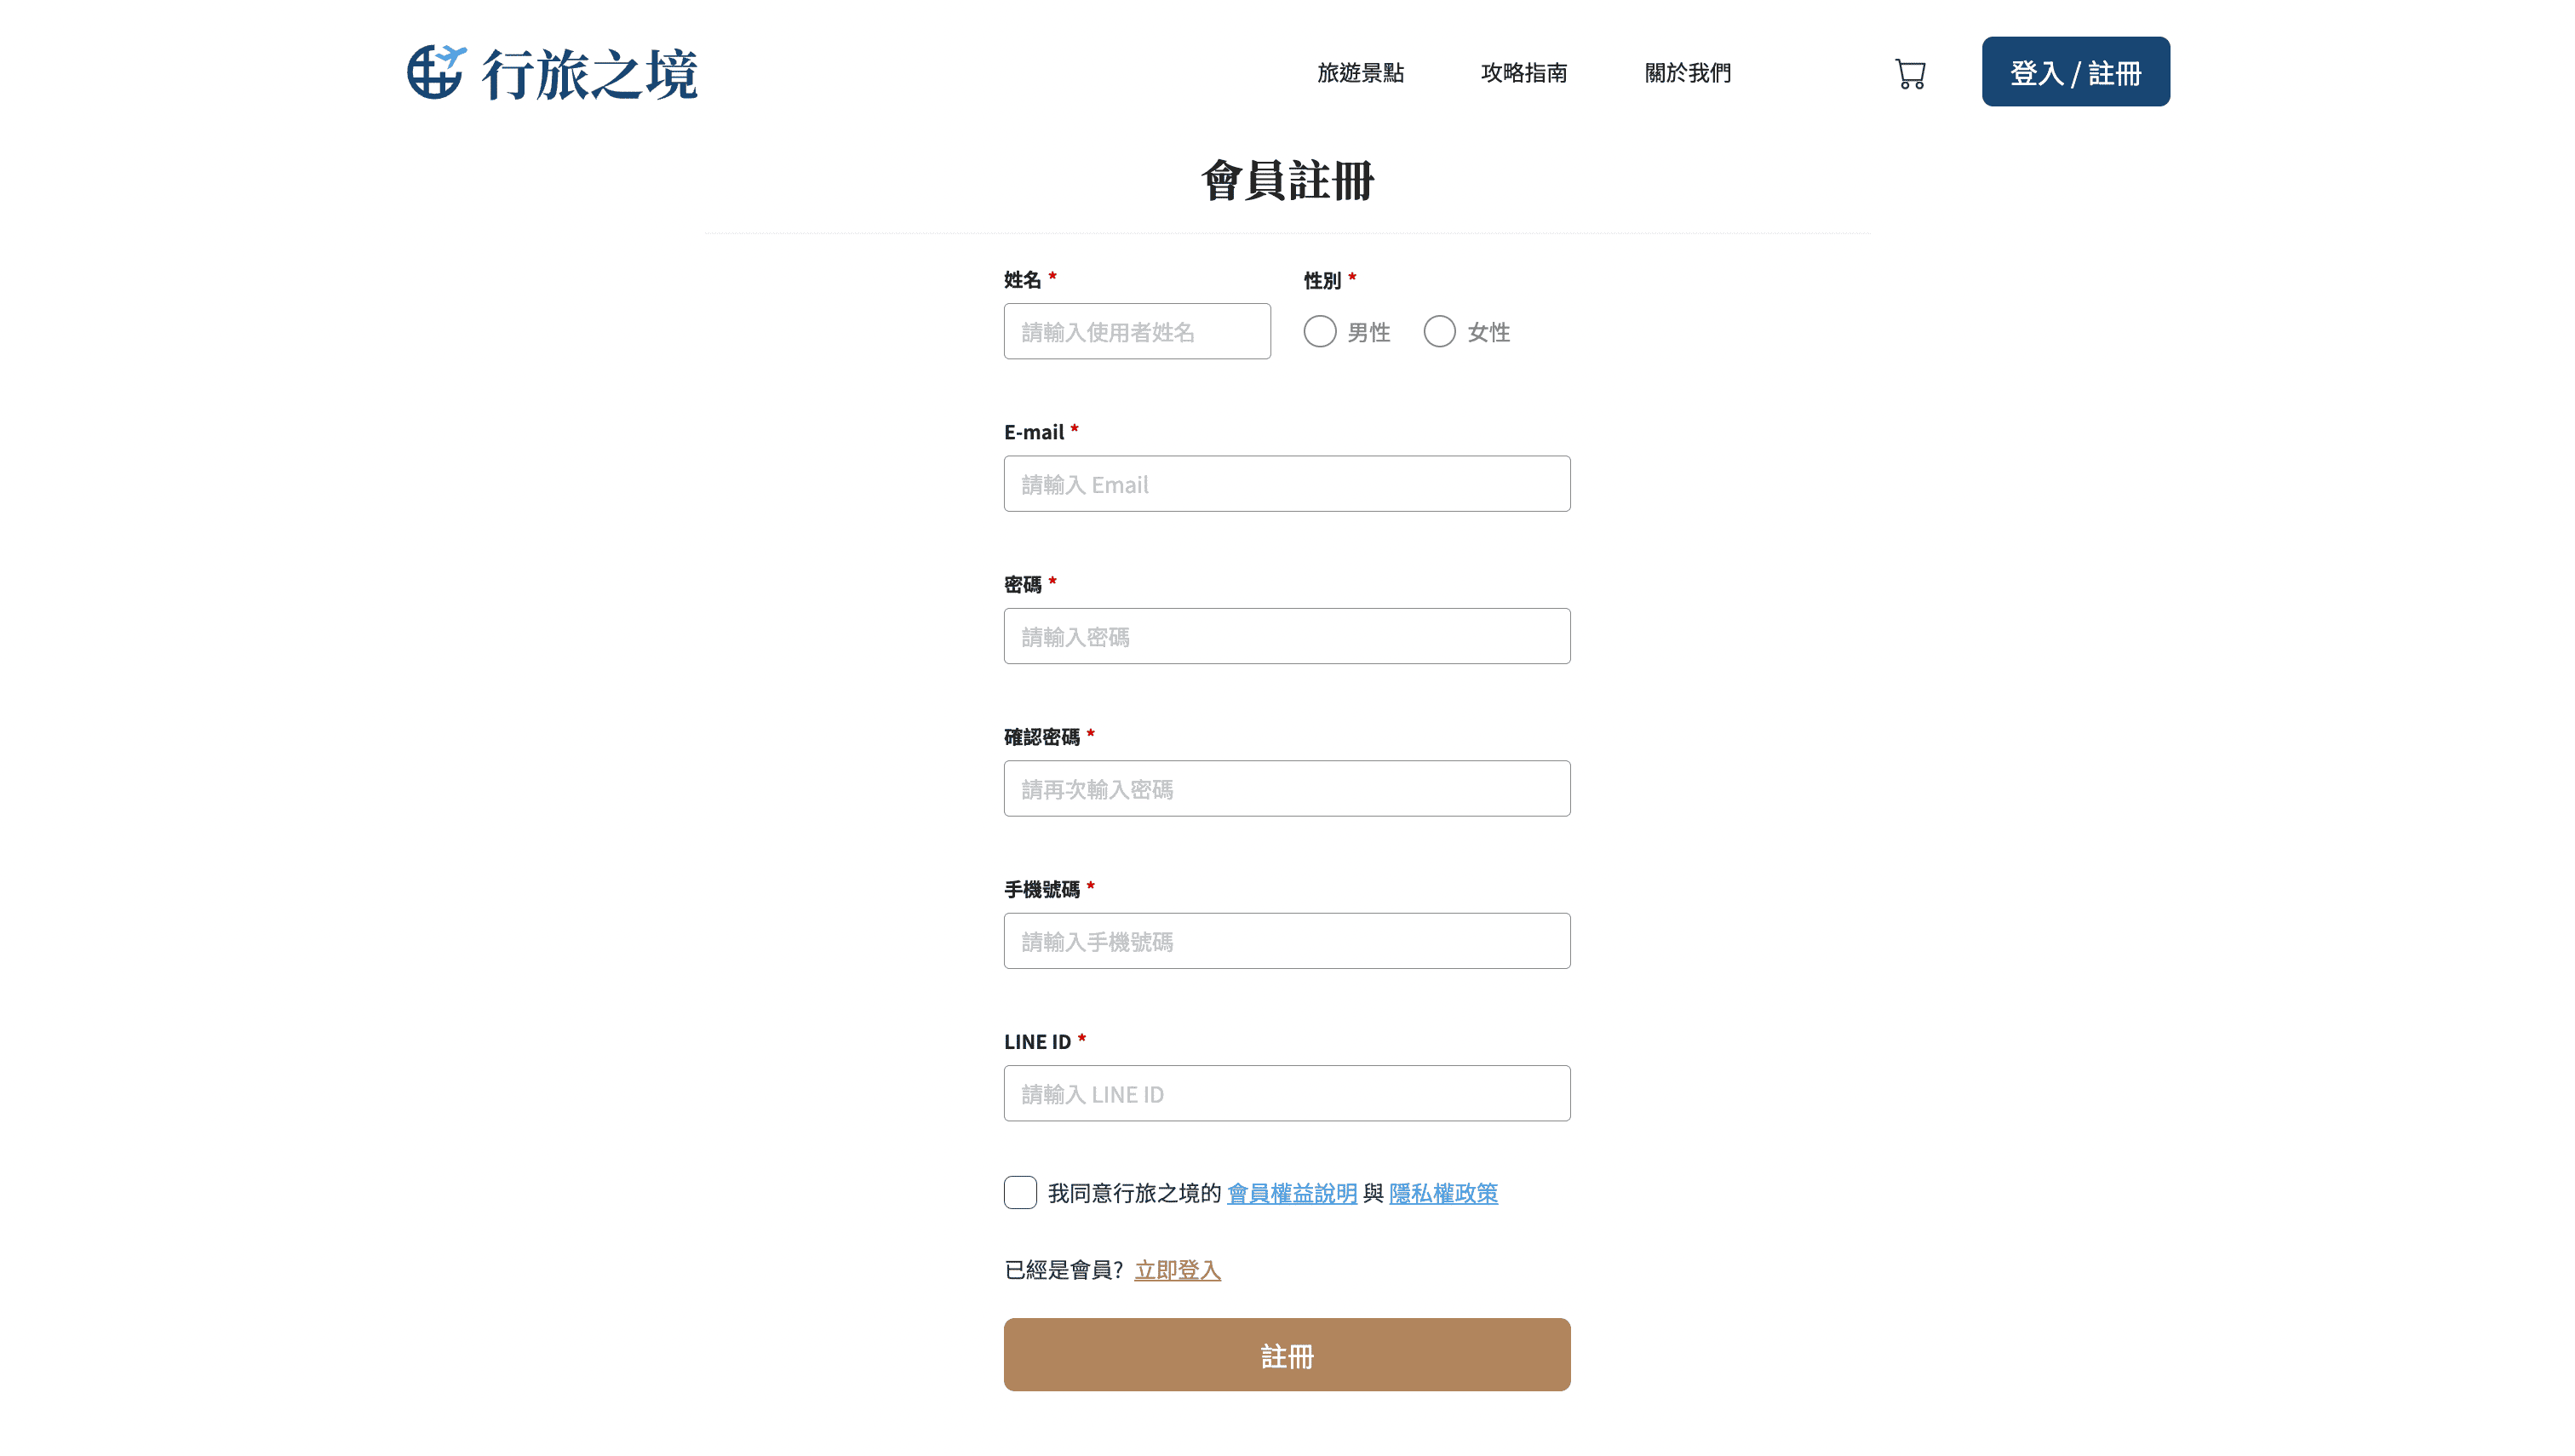 行旅之境
旅遊景點 攻略指南 關於我們 登入 / 註冊
會員註冊
姓名 * 性別 *
請輸入使用者姓名 男性 女性
E-mail *
請輸入 Email
密碼 *
請輸入密碼
確認密碼 *
請再次輸入密碼
手機號碼 *
請輸入手機號碼
LINE ID *
請輸入 LINE ID
我同意行旅之境的 會員權益說明 與 隱私權政策
已經是會員? 立即登入
註冊